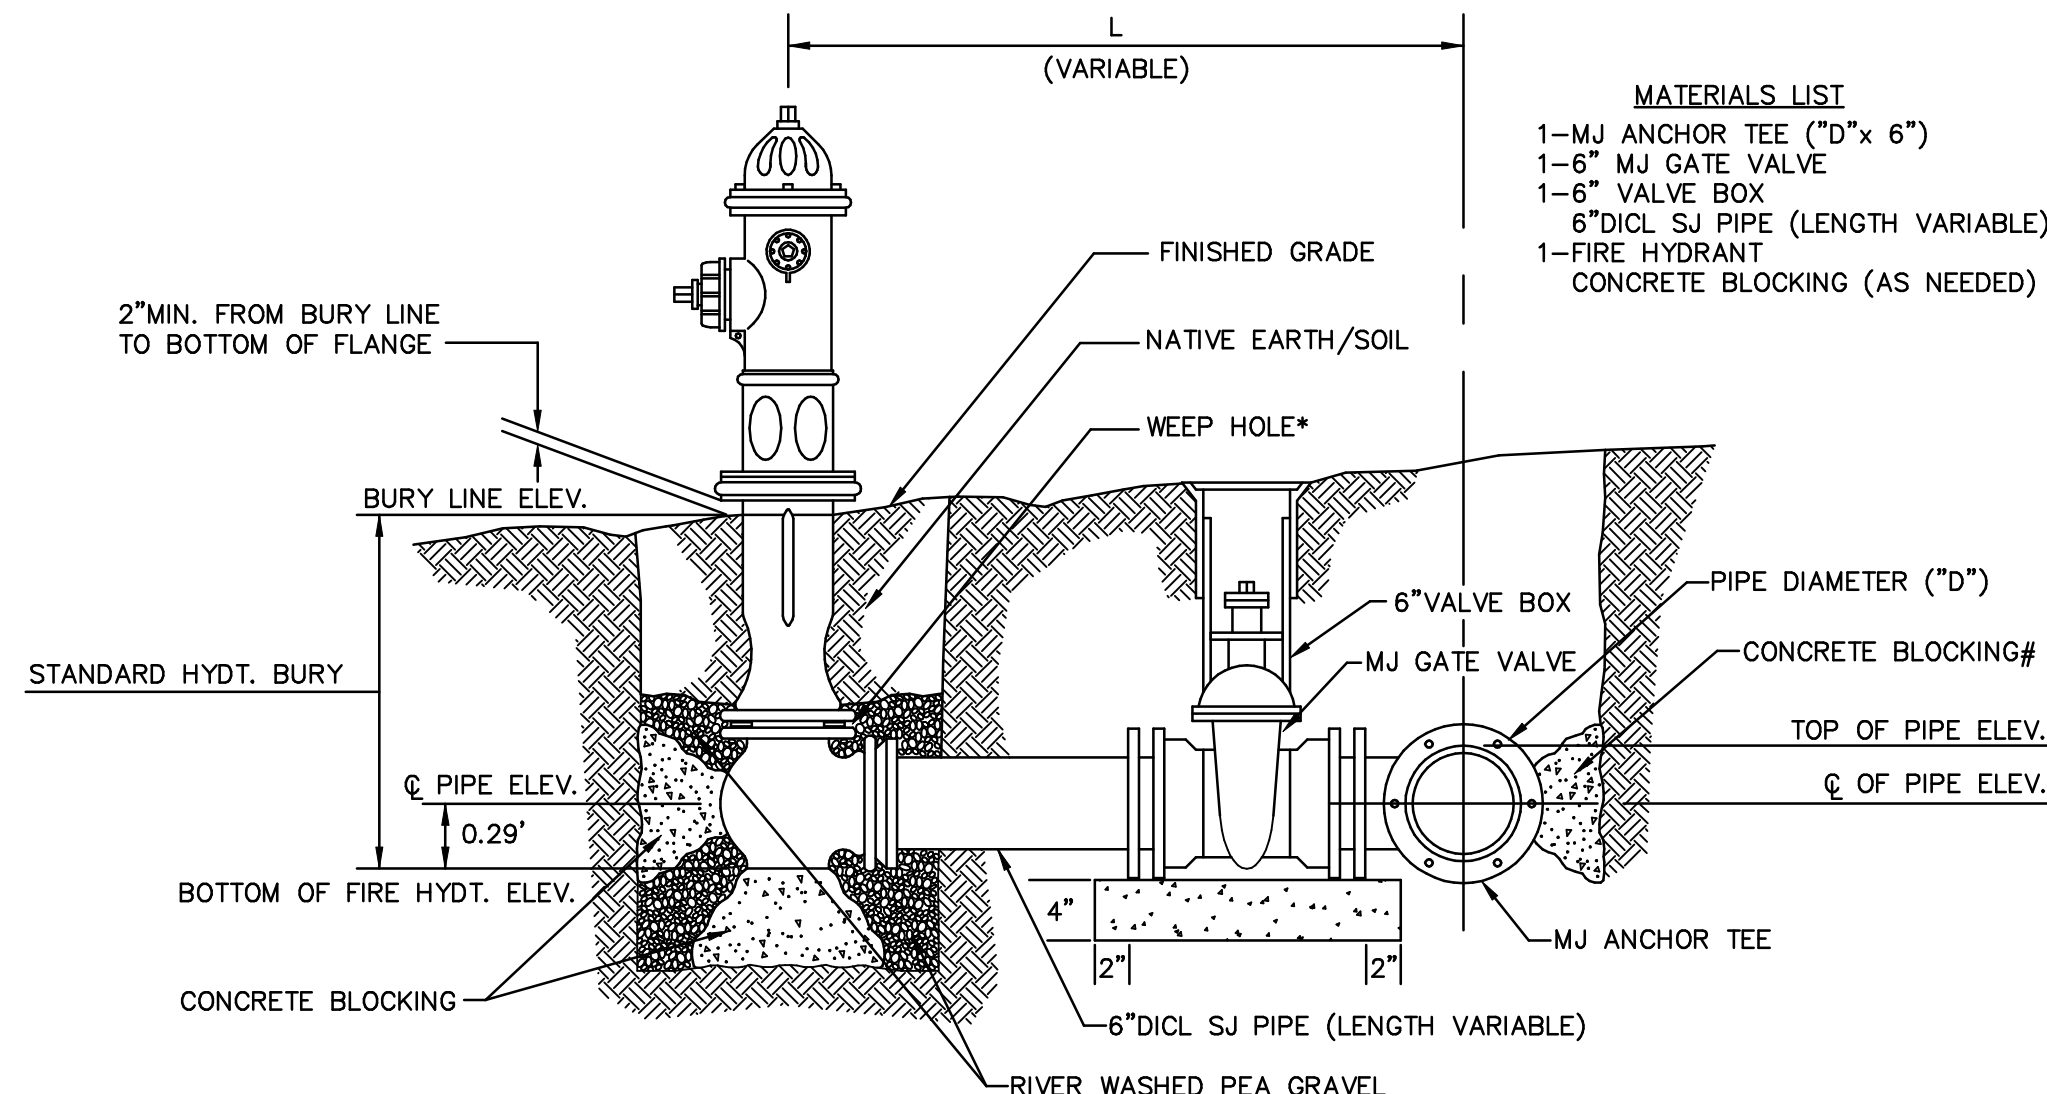 L
(VARIABLE)
MATERIALS LIST
1-MJ ANCHOR TEE ("D"x 6")
1-6" MJ GATE VALVE
1-6" VALVE BOX
6"DICL SJ PIPE (LENGTH VARIABLE)
1-FIRE HYDRANT
CONCRETE BLOCKING (AS NEEDED)
FINISHED GRADE
2"MIN. FROM BURY LINE
TO BOTTOM OF FLANGE
NATIVE EARTH/SOIL
WEEP HOLE*
BURY LINE ELEV.
PIPE DIAMETER ("D")
6"VALVE BOX
CONCRETE BLOCKING#
MJ GATE VALVE
STANDARD HYDT. BURY
TOP OF PIPE ELEV.
℄ PIPE ELEV.
℄ OF PIPE ELEV.
0.29'
BOTTOM OF FIRE HYDT. ELEV.
4"
MJ ANCHOR TEE
2"
2"
CONCRETE BLOCKING
6"DICL SJ PIPE (LENGTH VARIABLE)
RIVER WASHED PEA GRAVEL